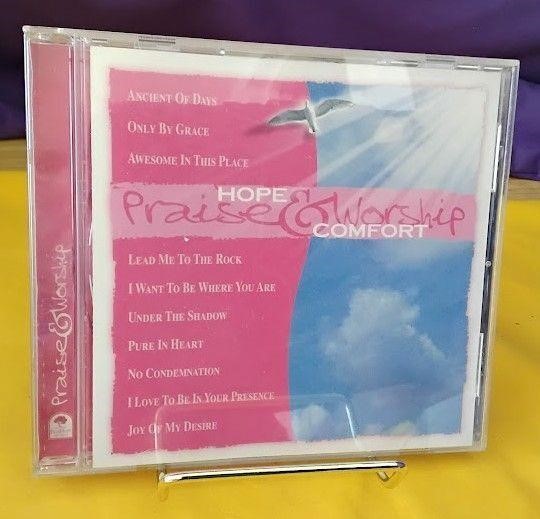 ANCIENT OF DAYS
ONLY BY GRACE
AWESOME IN THIS PLACE
HOPE
Praise & Worship
COMFORT
LEAD ME TO THE ROCK
I WANT TO BE WHERE YOU ARE
UNDER THE SHADOW
PURE IN HEART
NO CONDEMNATION
I LOVE TO BE IN YOUR PRESENCE
JOY OF MY DESIRE
Praise & Worship